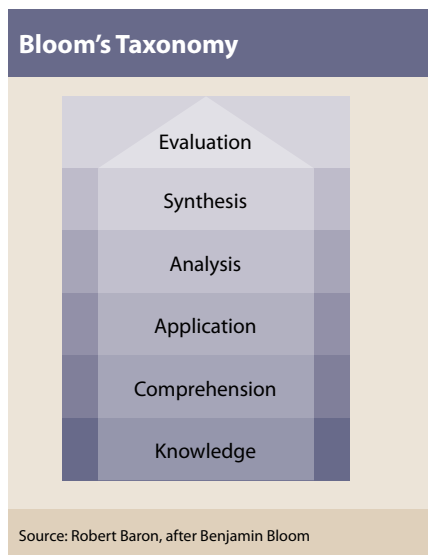 Bloom’s Taxonomy
Evaluation
Synthesis
Analysis
Application
Comprehension
Knowledge
Source: Robert Baron, after Benjamin Bloom